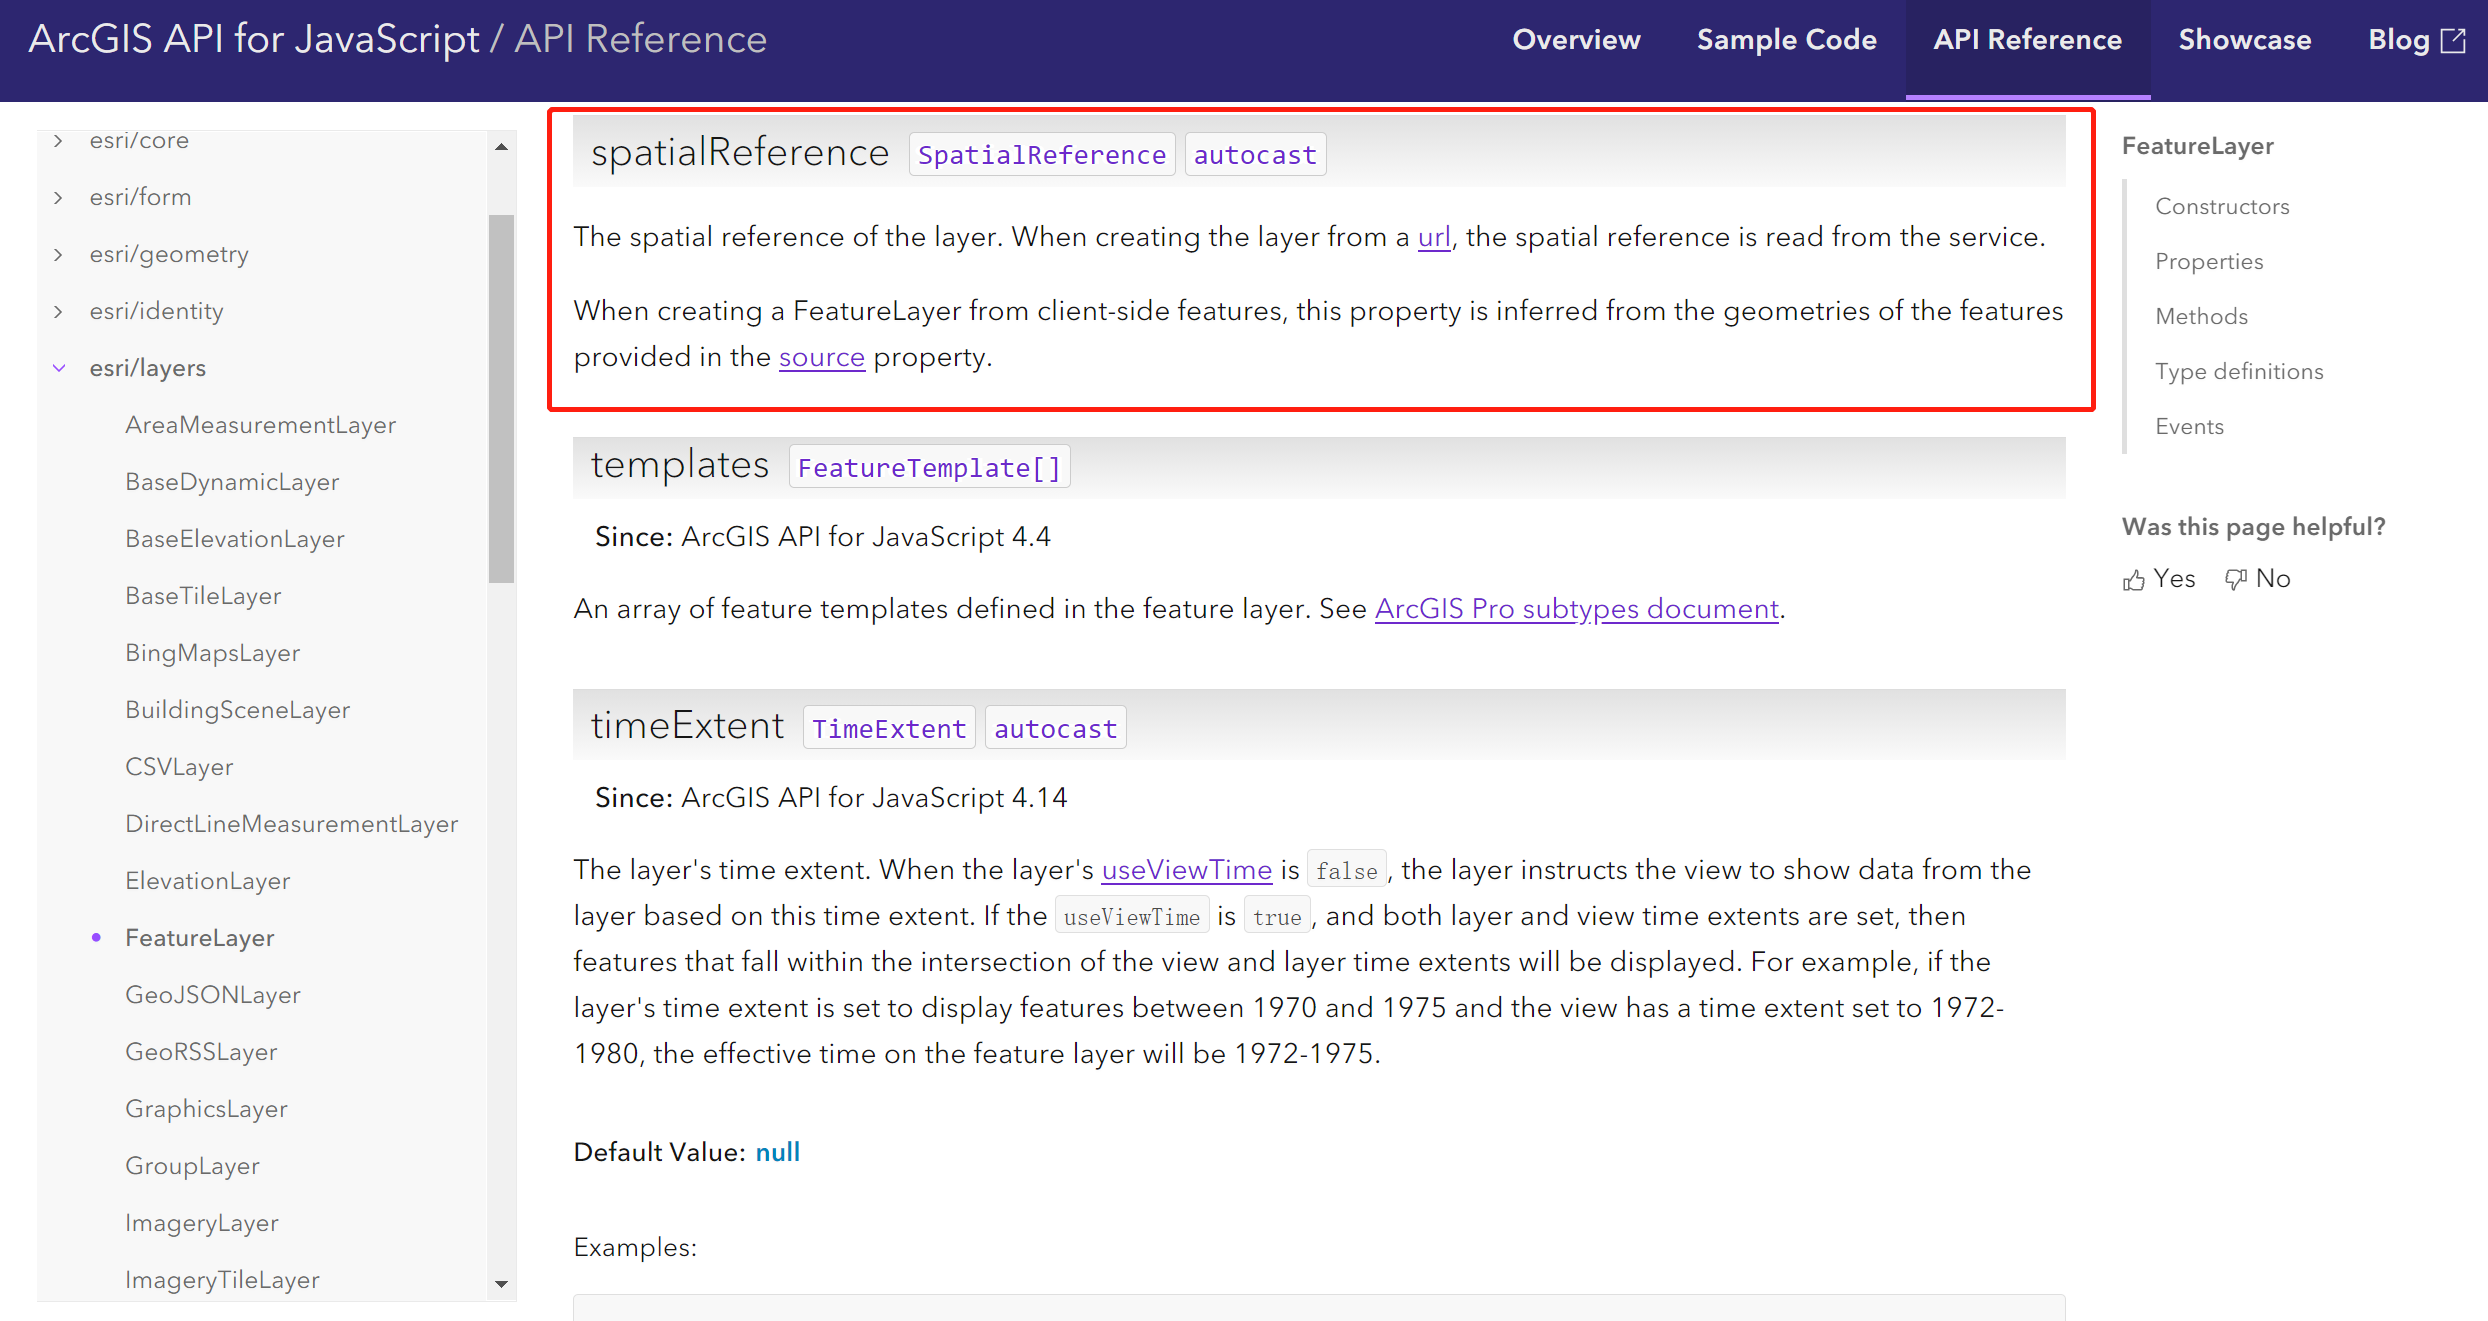 ArcGIS API for JavaScript / API Reference
Overview
Sample Code
API Reference
Showcase
Blog
esri/core
esri/form
esri/geometry
esri/identity
esri/layers
AreaMeasurementLayer
BaseDynamicLayer
BaseElevationLayer
BaseTileLayer
BingMapsLayer
BuildingSceneLayer
CSVLayer
DirectLineMeasurementLayer
ElevationLayer
FeatureLayer
GeoJSONLayer
GeoRSSLayer
GraphicsLayer
GroupLayer
ImageryLayer
ImageryTileLayer
spatialReference SpatialReference autocast
The spatial reference of the layer. When creating the layer from a url, the spatial reference is read from the service.
When creating a FeatureLayer from client-side features, this property is inferred from the geometries of the features
provided in the source property.
templates FeatureTemplate[]
Since: ArcGIS API for JavaScript 4.4
An array of feature templates defined in the feature layer. See ArcGIS Pro subtypes document.
timeExtent TimeExtent autocast
Since: ArcGIS API for JavaScript 4.14
The layer's time extent. When the layer's useViewTime is false, the layer instructs the view to show data from the
layer based on this time extent. If the useViewTime is true, and both layer and view time extents are set, then
features that fall within the intersection of the view and layer time extents will be displayed. For example, if the
layer's time extent is set to display features between 1970 and 1975 and the view has a time extent set to 1972-
1980, the effective time on the feature layer will be 1972-1975.
Default Value: null
Examples:
FeatureLayer
Constructors
Properties
Methods
Type definitions
Events
Was this page helpful?
Yes No